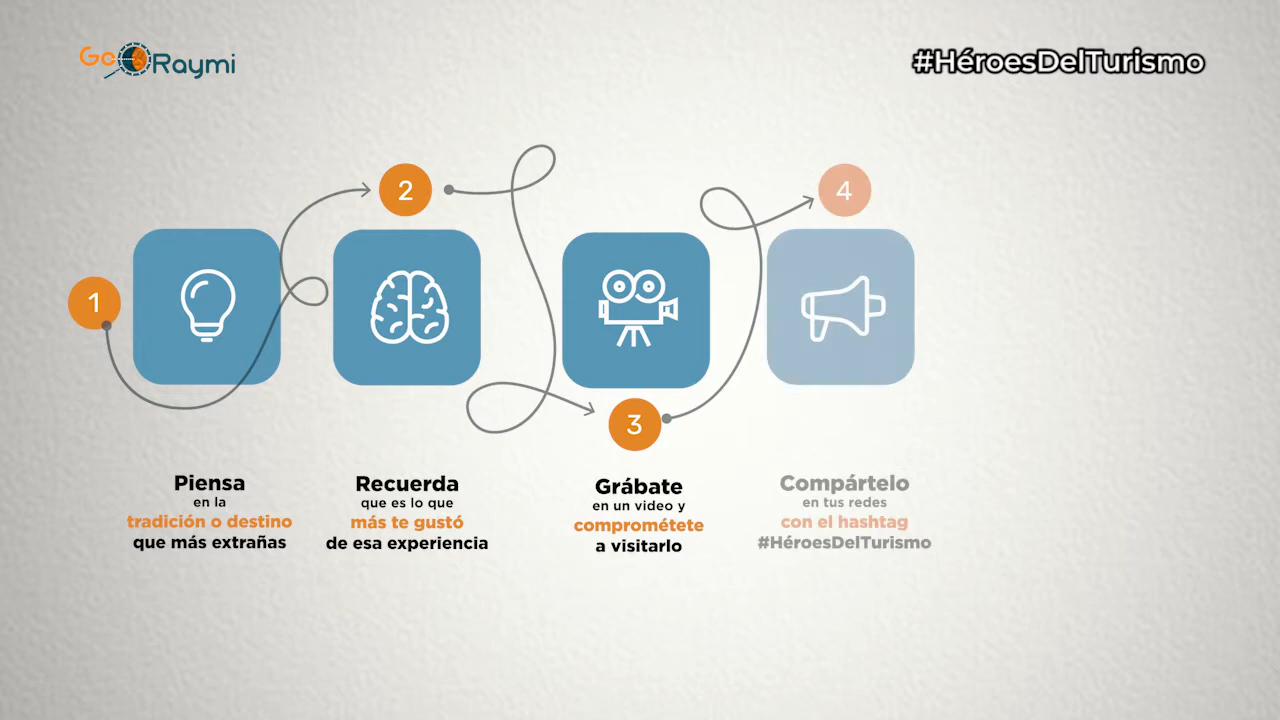 Go Raymi
#HéroesDelTurismo
1
Piensa
en la
tradición o destino
que más extrañas
2
Recuerda
que es lo que
más te gustó
de esa experiencia
3
Grábate
en un video y
comprométete
a visitarlo
4
Compártelo
en tus redes
con el hashtag
#HéroesDelTurismo